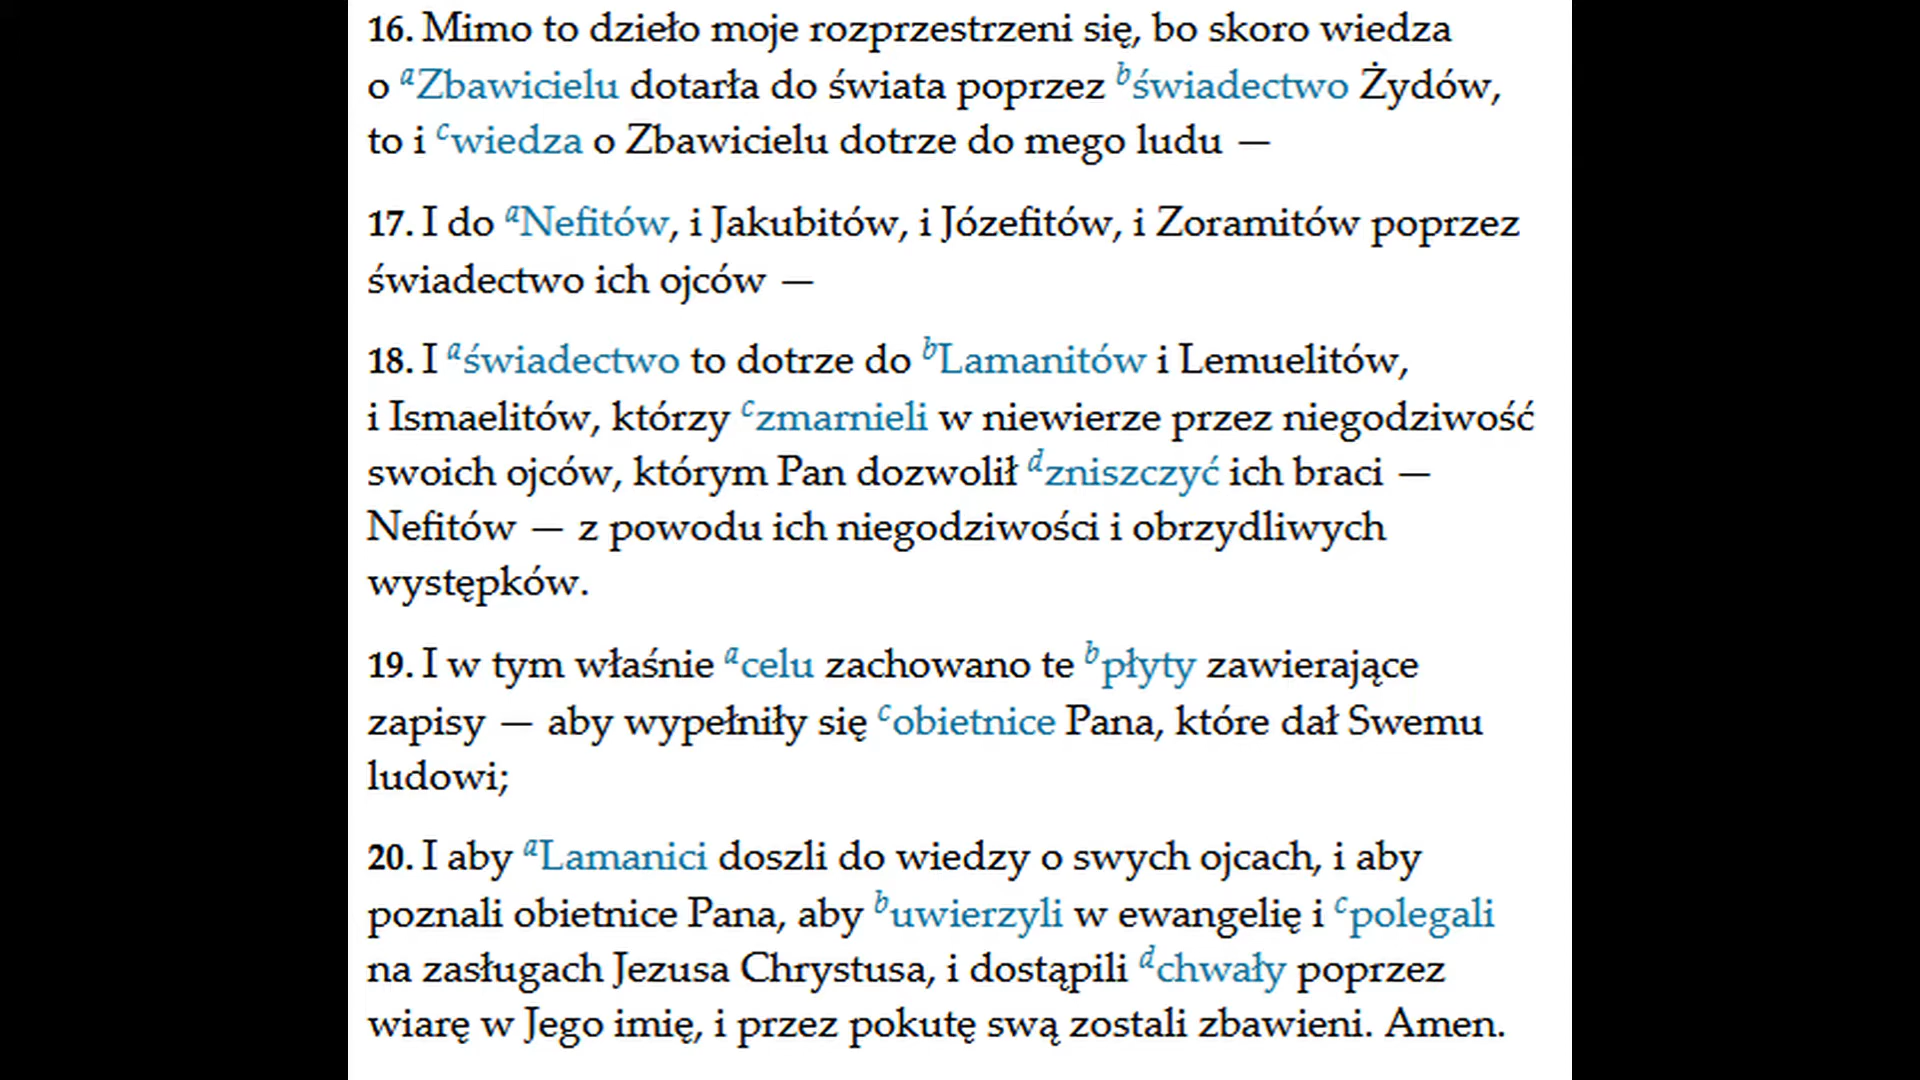 16. Mimo to dzieło moje rozprzestrzeni się, bo skoro wiedza
o aZbawicielu dotarła do świata poprzez bświadectwo Żydów,
to i cwiedza o Zbawicielu dotrze do mego ludu —
17. I do aNefitów, i Jakubitów, i Józefitów, i Zoramitów poprzez
świadectwo ich ojców —
18. I aświadectwo to dotrze do bLamanitów i Lemuelitów,
i Ismaelitów, którzy czmarnieli w niewierze przez niegodziwość
swoich ojców, którym Pan dozwolił dzniszczyć ich braci —
Nefitów — z powodu ich niegodziwości i obrzydliwych
występków.
19. I w tym właśnie acelu zachowano te bpłyty zawierające
zapisy — aby wypełniły się cobietnice Pana, które dał Swemu
ludowi;
20. I aby aLamanici doszli do wiedzy o swych ojcach, i aby
poznali obietnice Pana, aby buwierzyli w ewangelię i cpolegali
na zasługach Jezusa Chrystusa, i dostąpili dchwały poprzez
wiarę w Jego imię, i przez pokutę swą zostali zbawieni. Amen.